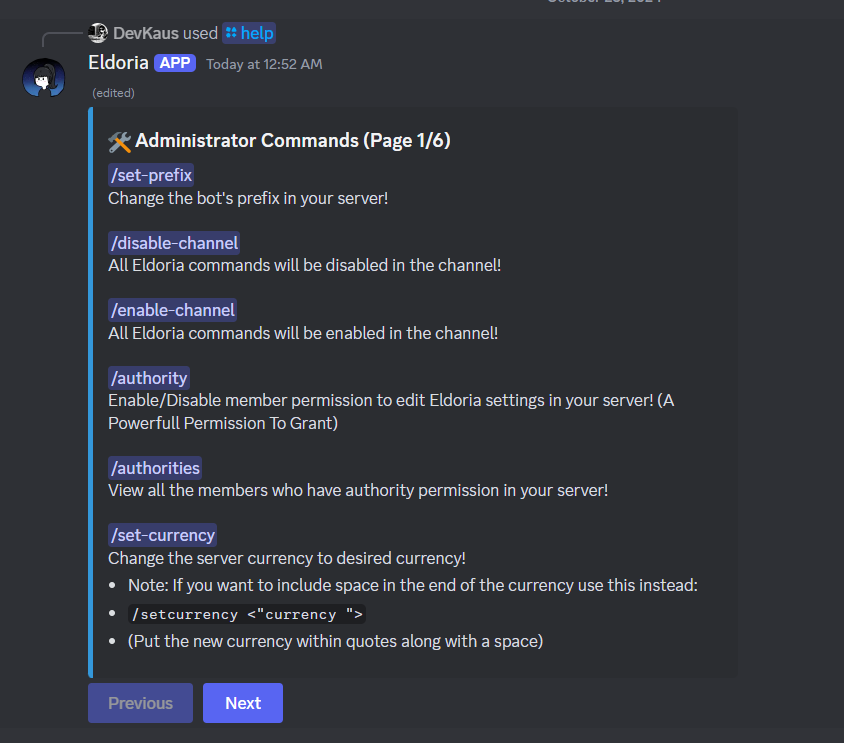 DevKaus used help
Eldoria APP Today at 12:52 AM
(edited)
Administrator Commands (Page 1/6)
/set-prefix
Change the bot's prefix in your server!
/disable-channel
All Eldoria commands will be disabled in the channel!
/enable-channel
All Eldoria commands will be enabled in the channel!
/authority
Enable/Disable member permission to edit Eldoria settings in your server! (A
Powerfull Permission To Grant)
/authorities
View all the members who have authority permission in your server!
/set-currency
Change the server currency to desired currency!
• Note: If you want to include space in the end of the currency use this instead:
• /setcurrency <"currency ">
• (Put the new currency within quotes along with a space)
Previous Next